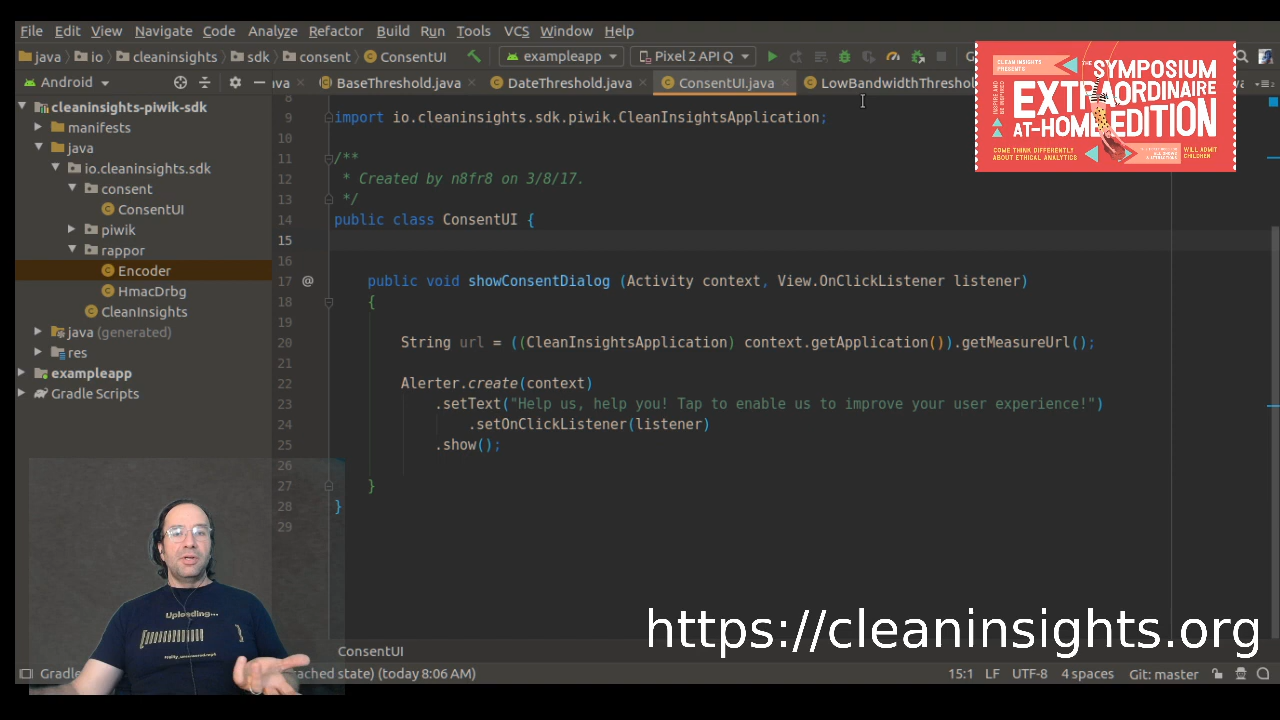 File Edit View Navigate Code Analyze Refactor Build Run Tools VCS Window Help
java io cleaninsights sdk consent ConsentUI exampleapp Pixel 2 API Q
Android
BaseThreshold.java DateThreshold.java ConsentUI.java LowBandwidthThresho
CLEAN INSIGHTS
PRESENTS
THE SYMPOSIUM
EXTRAORDINAIRE
AT-HOME EDITION
COME THINK DIFFERENTLY
ABOUT ETHICAL ANALYTICS
WILL ADMIT
CHILDREN
cleaninsights-piwik-sdk
manifests
java
io.cleaninsights.sdk
consent
ConsentUI
piwik
rappor
Encoder
HmacDrbg
CleanInsights
java (generated)
res
exampleapp
Gradle Scripts
8
9 import io.cleaninsights.sdk.piwik.CleanInsightsApplication;
10
11 /**
12 * Created by n8fr8 on 3/8/17.
13 */
14 public class ConsentUI {
15
16
17 @ public void showConsentDialog (Activity context, View.OnClickListener listener)
18 {
19
20 String url = ((CleanInsightsApplication) context.getApplication()).getMeasureUrl();
21
22 Alerter.create(context)
23 .setText("Help us, help you! Tap to enable us to improve your user experience!")
24 .setOnClickListener(listener)
25 .show();
26
27 }
28 }
29
Uploading...
https://cleaninsights.org
ConsentUI
Gradle
ached state) (today 8:06 AM) 15:1 LF UTF-8 4 spaces Git: master